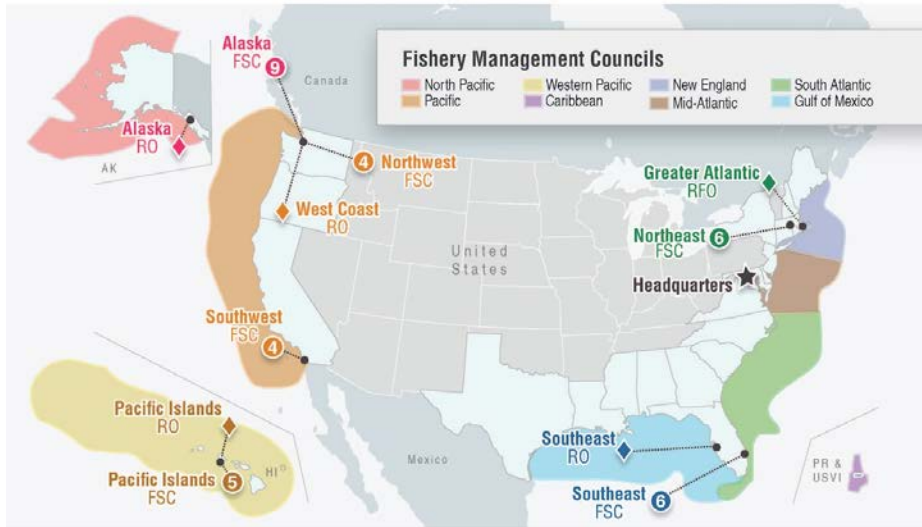 Fishery Management Councils
North Pacific
Western Pacific
New England
South Atlantic
Pacific
Caribbean
Mid-Atlantic
Gulf of Mexico
Alaska
FSC
9
Canada
Alaska
RO
AK
4
Northwest
FSC
West Coast
RO
Greater Atlantic
RFO
Northeast
FSC
6
United
States
Headquarters
Southwest
FSC
4
Pacific Islands
RO
HI
Pacific Islands
FSC
5
Mexico
Southeast
RO
Southeast
FSC
6
PR &
USVI